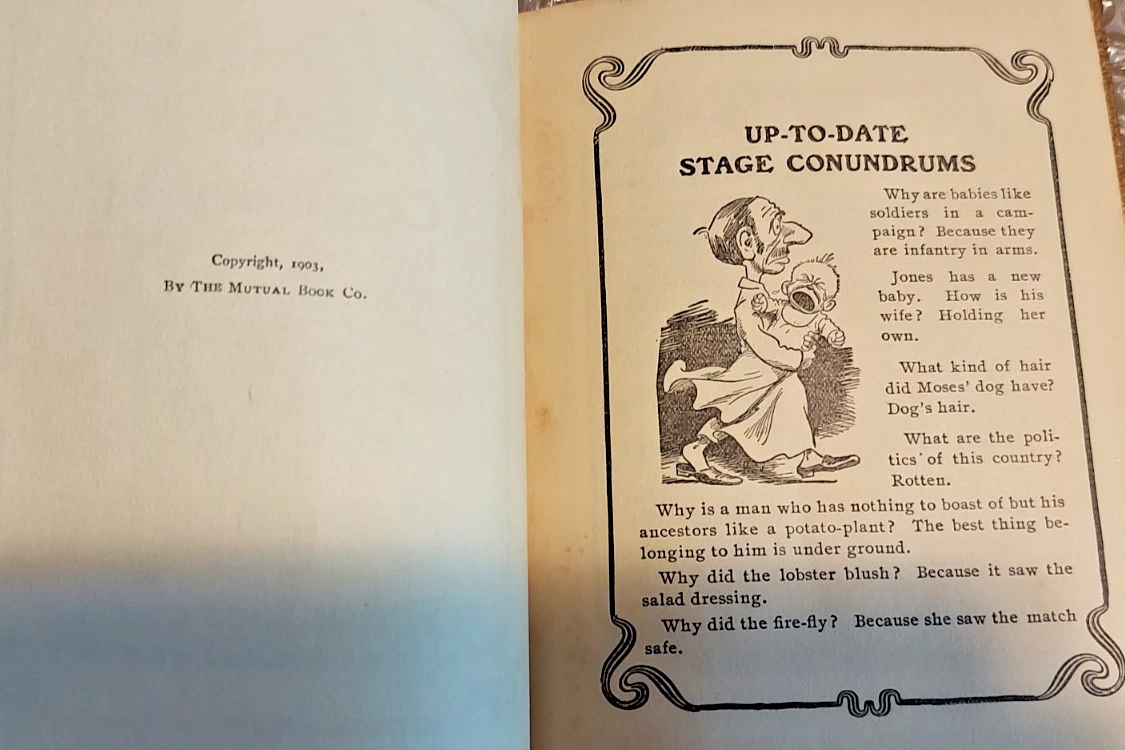 Copyright, 1903,
By The Mutual Book Co.
UP-TO-DATE
STAGE CONUNDRUMS
Why are babies like
soldiers in a cam-
paign? Because they
are infantry in arms.
Jones has a new
baby. How is his
wife? Holding her
own.
What kind of hair
did Moses' dog have?
Dog's hair.
What are the poli-
tics of this country?
Rotten.
Why is a man who has nothing to boast of but his
ancestors like a potato-plant? The best thing be-
longing to him is under ground.
Why did the lobster blush? Because it saw the
salad dressing.
Why did the fire-fly? Because she saw the match
safe.